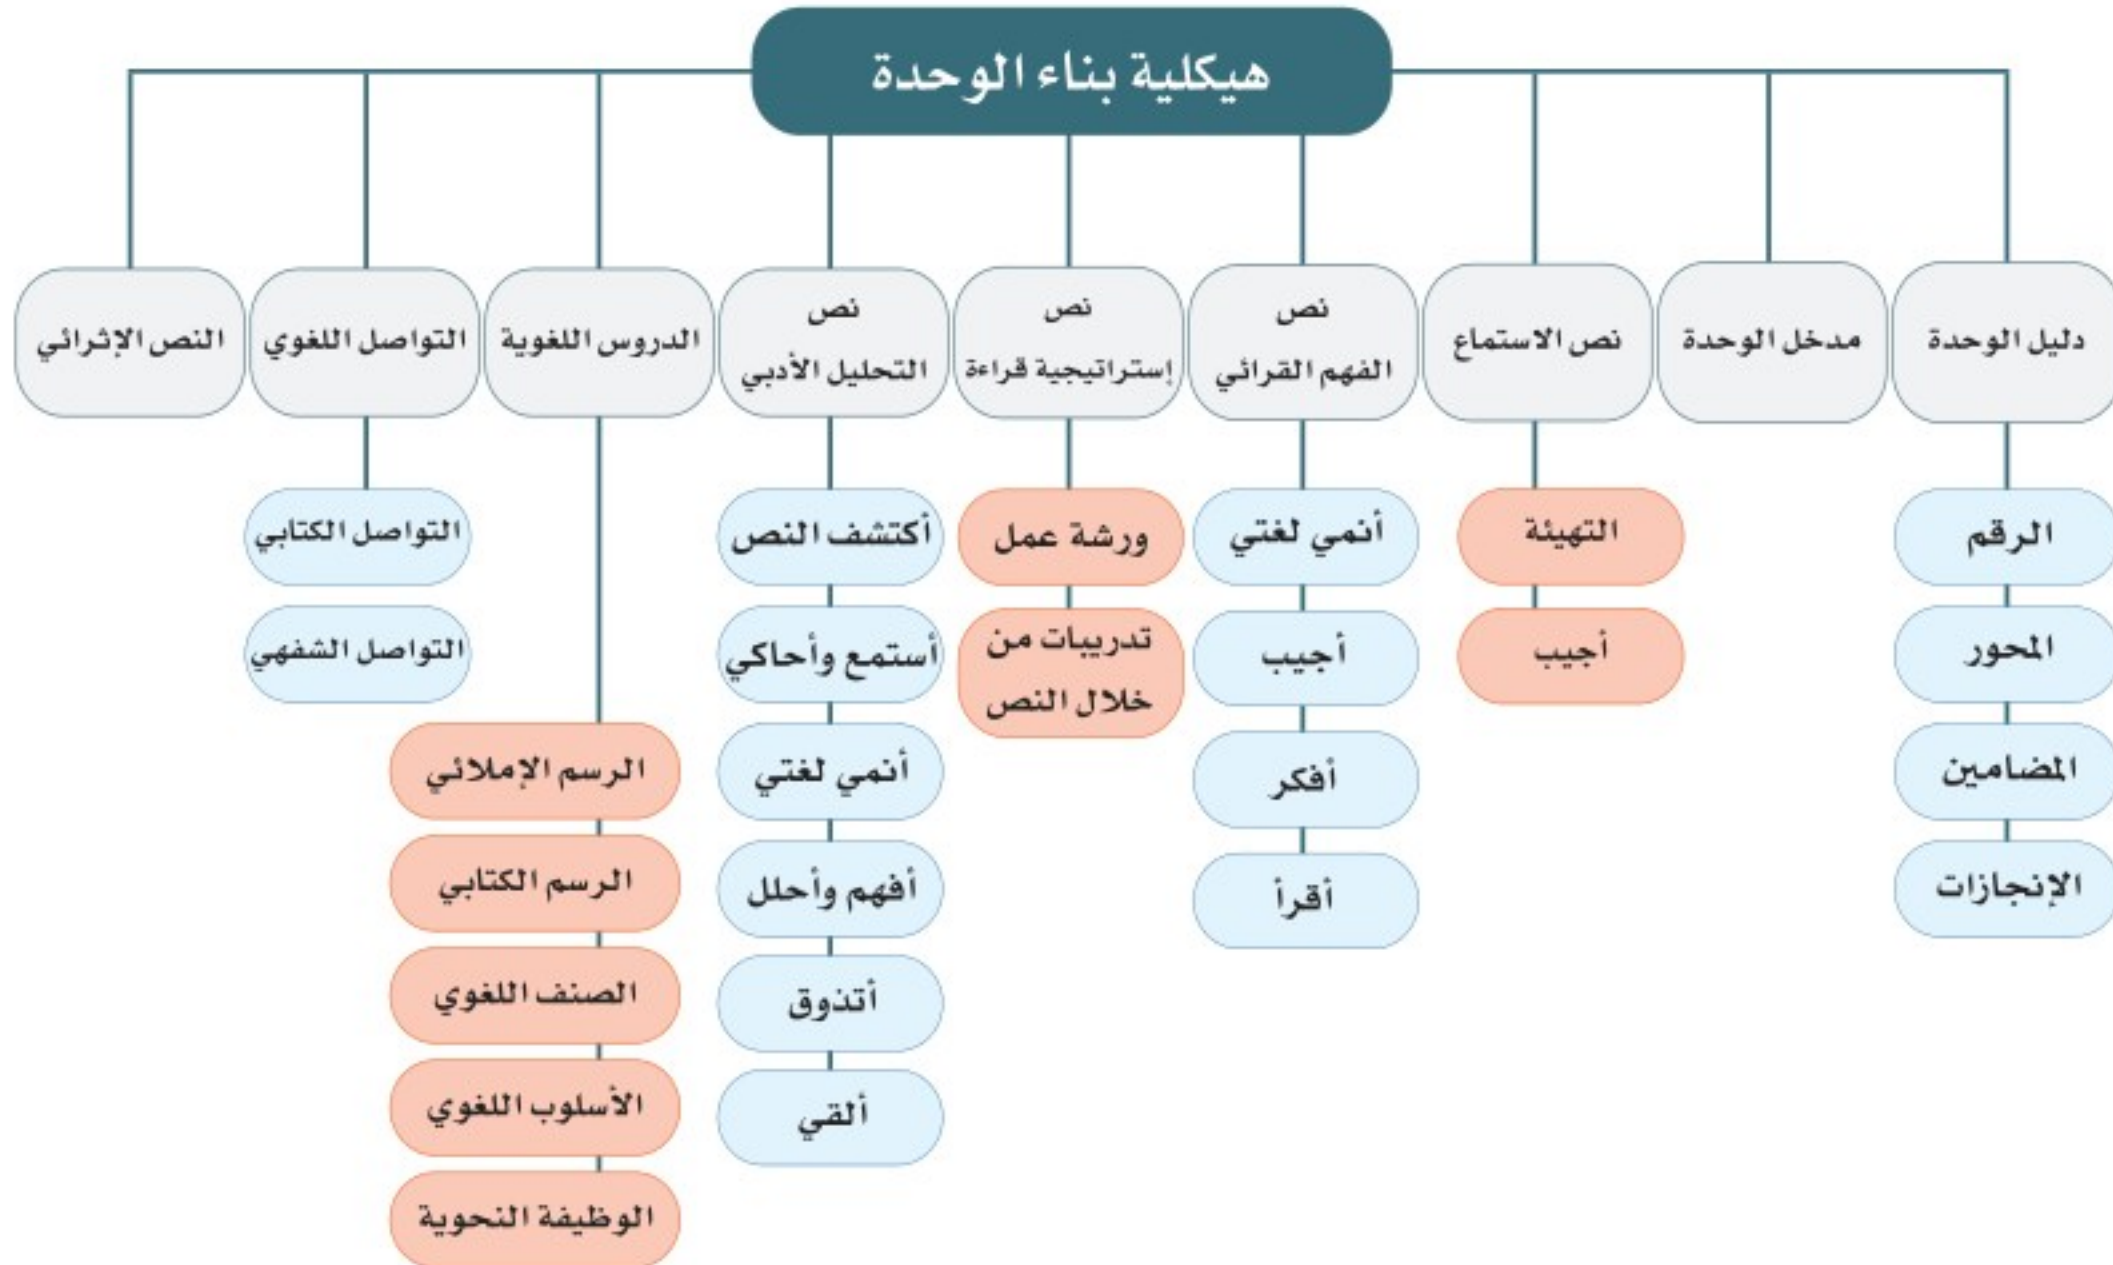 هيكلية بناء الوحدة
دليل الوحدة
الرقم
المحور
المضامين
الإنجازات
مدخل الوحدة
نص الاستماع
التهيئة
أجيب
نص
الفهم القرائي
أنمي لغتي
أجيب
أفكر
أقرأ
نص
إستراتيجية قراءة
ورشة عمل
تدريبات من
خلال النص
نص
التحليل الأدبي
أكتشف النص
أستمع وأحاكي
أنمي لغتي
أفهم وأحلل
أتذوق
ألقي
الدروس اللغوية
الرسم الإملائي
الرسم الكتابي
الصنف اللغوي
الأسلوب اللغوي
الوظيفة النحوية
التواصل اللغوي
التواصل الكتابي
التواصل الشفهي
النص الإثرائي